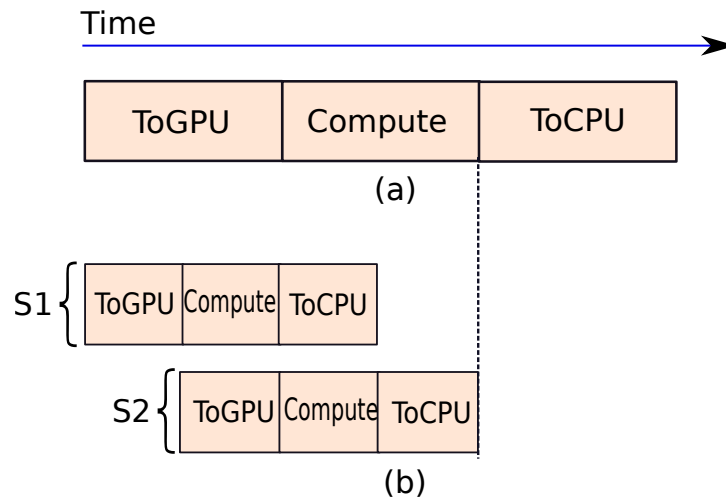 Time
ToGPU Compute ToCPU
(a)
S1 ToGPU Compute ToCPU
S2 ToGPU Compute ToCPU
(b)